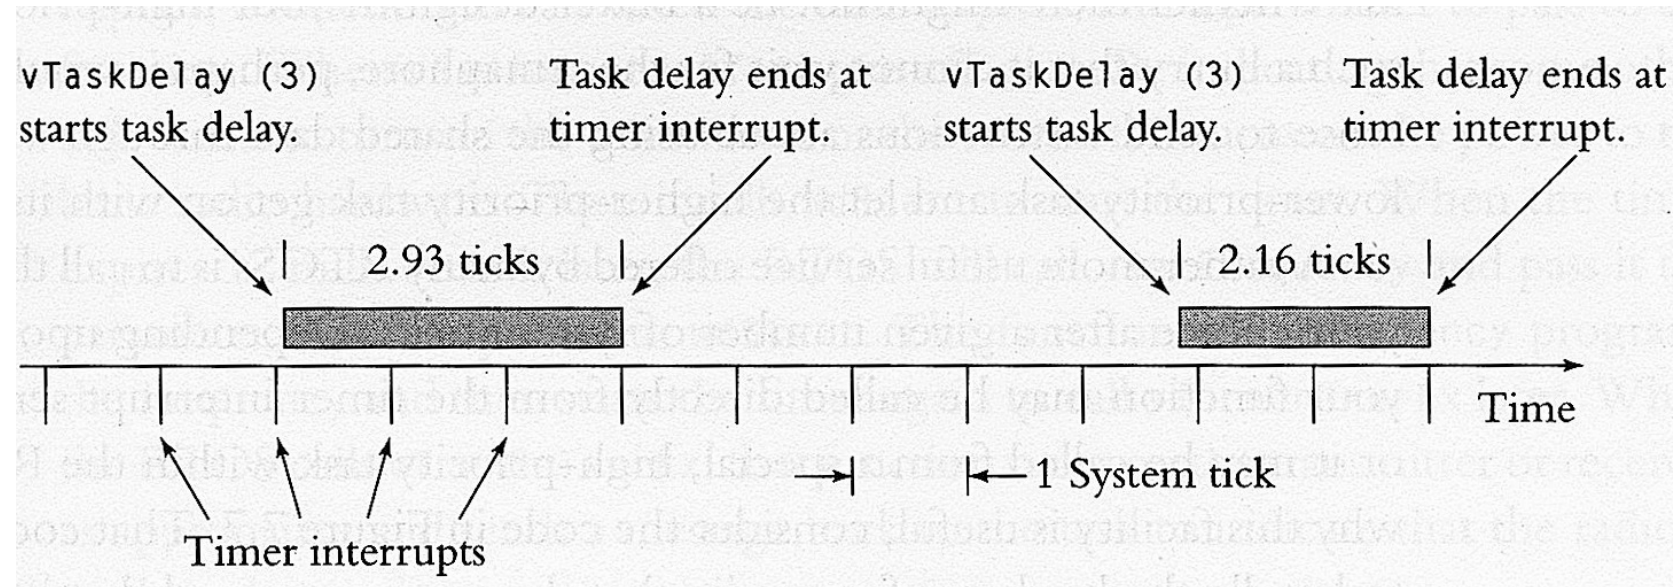 vTaskDelay (3)
starts task delay.
Task delay ends at
timer interrupt.
vTaskDelay (3)
starts task delay.
Task delay ends at
timer interrupt.
2.93 ticks
2.16 ticks
Time
1 System tick
Timer interrupts